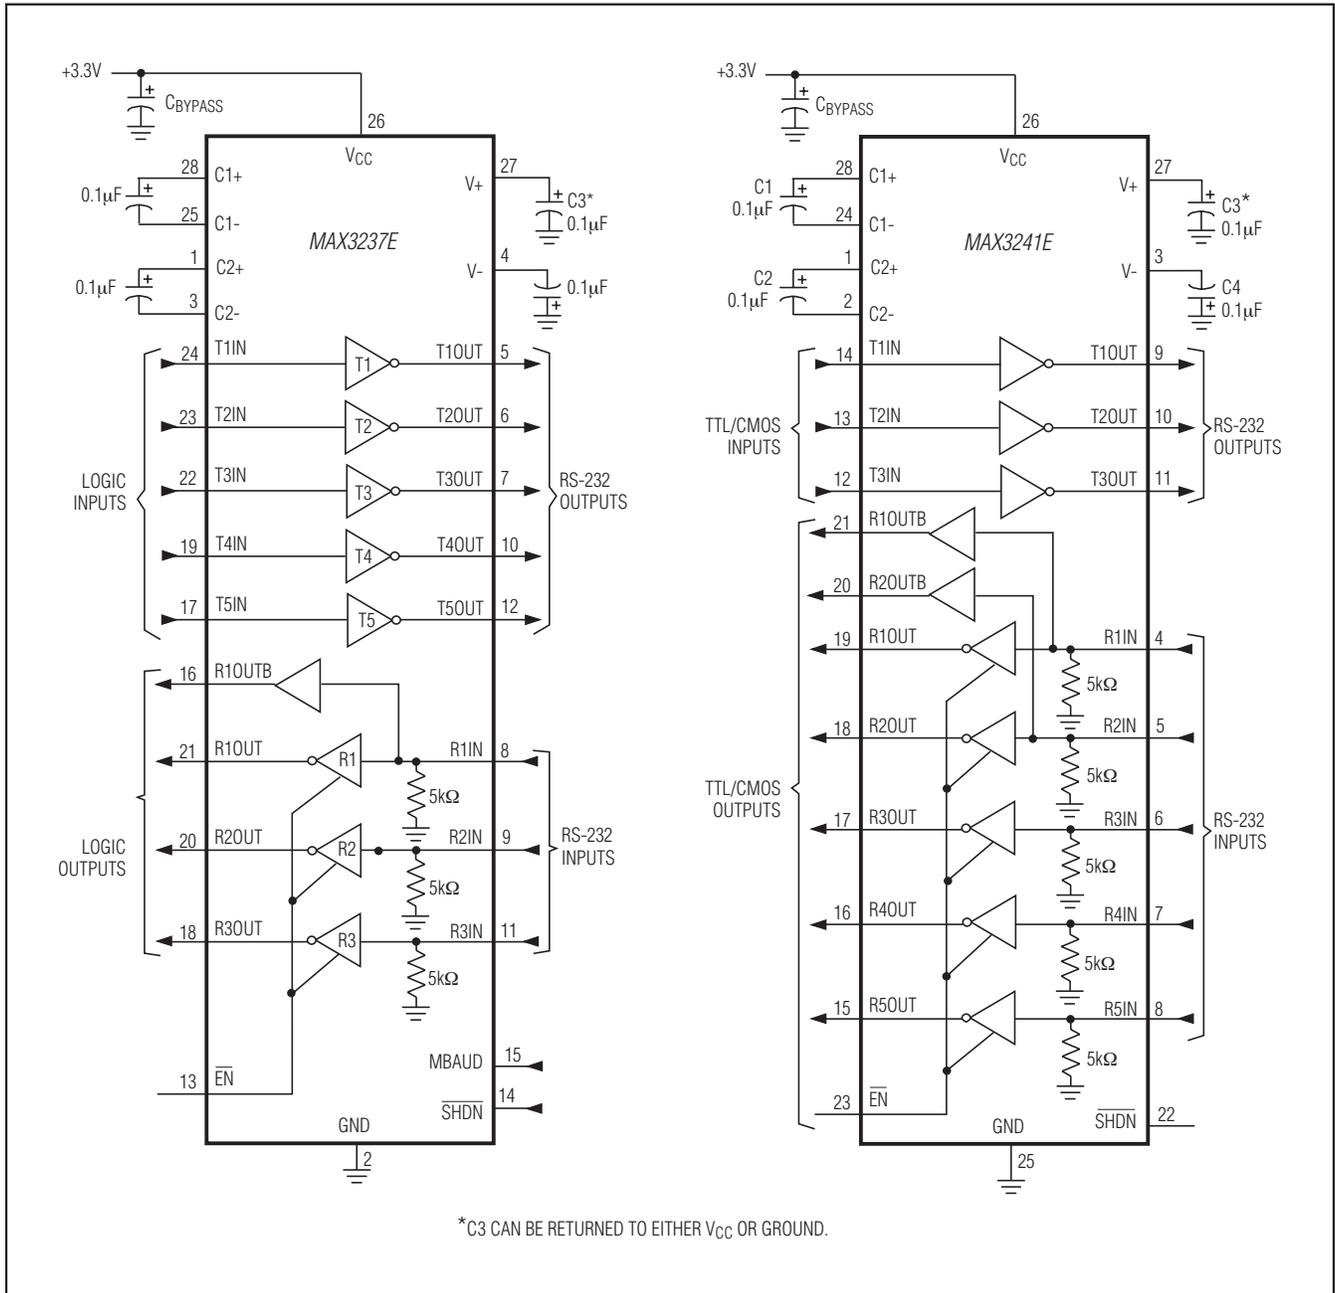 +3.3V
CBYPASS
26
VCC
28
C1+
0.1µF
25
C1-
27
V+
C3*
0.1µF
MAX3237E
1
C2+
0.1µF
3
C2-
4
V-
0.1µF
24
T1IN
T1
T1OUT
5
23
T2IN
T2
T2OUT
6
22
T3IN
T3
T3OUT
7
LOGIC
INPUTS
RS-232
OUTPUTS
19
T4IN
T4
T4OUT
10
17
T5IN
T5
T5OUT
12
16
R1OUTB
21
R1OUT
R1
R1IN
8
5kΩ
20
R2OUT
R2
R2IN
9
5kΩ
LOGIC
OUTPUTS
RS-232
INPUTS
18
R3OUT
R3
R3IN
11
5kΩ
MBAUD
15
13
EN
SHDN
14
GND
2
+3.3V
CBYPASS
26
VCC
28
C1+
C1
0.1µF
24
C1-
27
V+
C3*
0.1µF
MAX3241E
1
C2+
C2
0.1µF
2
C2-
3
V-
C4
0.1µF
14
T1IN
T1OUT
9
13
T2IN
T2OUT
10
TTL/CMOS
INPUTS
RS-232
OUTPUTS
12
T3IN
T3OUT
11
21
R1OUTB
20
R2OUTB
19
R1OUT
R1IN
4
5kΩ
18
R2OUT
R2IN
5
5kΩ
TTL/CMOS
OUTPUTS
17
R3OUT
R3IN
6
5kΩ
RS-232
INPUTS
16
R4OUT
R4IN
7
5kΩ
15
R5OUT
R5IN
8
5kΩ
23
EN
SHDN
22
GND
25
*C3 CAN BE RETURNED TO EITHER VCC OR GROUND.